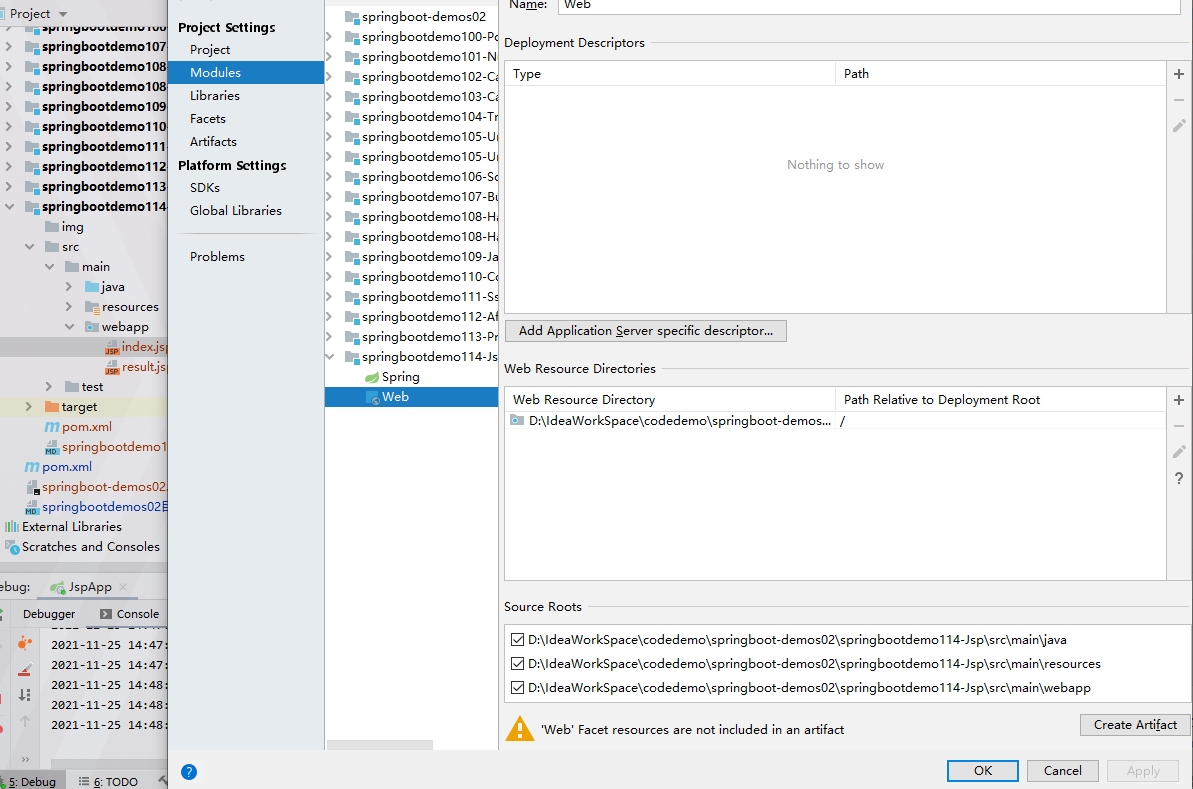 Project
springbootdemo106
springbootdemo107
springbootdemo108
springbootdemo108
springbootdemo109
springbootdemo110
springbootdemo111
springbootdemo112
springbootdemo113
springbootdemo114
img
src
main
java
resources
webapp
index.jsp
result.js
test
target
pom.xml
springbootdemo1
pom.xml
springboot-demos02
springbootdemos02
External Libraries
Scratches and Consoles
ebug:
JspApp
Debugger
Console
2021-11-25 14:47:
2021-11-25 14:47:
2021-11-25 14:48:
2021-11-25 14:48:
2021-11-25 14:48:
5: Debug
6: TODO
Project Settings
Project
Modules
Libraries
Facets
Artifacts
Platform Settings
SDKs
Global Libraries
Problems
springboot-demos02
springbootdemo100-Po
springbootdemo101-N
springbootdemo102-Ca
springbootdemo103-Ca
springbootdemo104-Tr
springbootdemo105-Un
springbootdemo105-Un
springbootdemo106-Sc
springbootdemo107-Bu
springbootdemo108-Ha
springbootdemo108-Ha
springbootdemo109-Ja
springbootdemo110-Co
springbootdemo111-Ss
springbootdemo112-Af
springbootdemo113-Pr
springbootdemo114-Js
Spring
Web
Name: Web
Deployment Descriptors
Type Path
Nothing to show
Add Application Server specific descriptor...
Web Resource Directories
Web Resource Directory Path Relative to Deployment Root
D:\IdeaWorkSpace\codedemo\springboot-demos... /
Source Roots
D:\IdeaWorkSpace\codedemo\springboot-demos02\springbootdemo114-Jsp\src\main\java
D:\IdeaWorkSpace\codedemo\springboot-demos02\springbootdemo114-Jsp\src\main\resources
D:\IdeaWorkSpace\codedemo\springboot-demos02\springbootdemo114-Jsp\src\main\webapp
'Web' Facet resources are not included in an artifact
Create Artifact
OK Cancel Apply